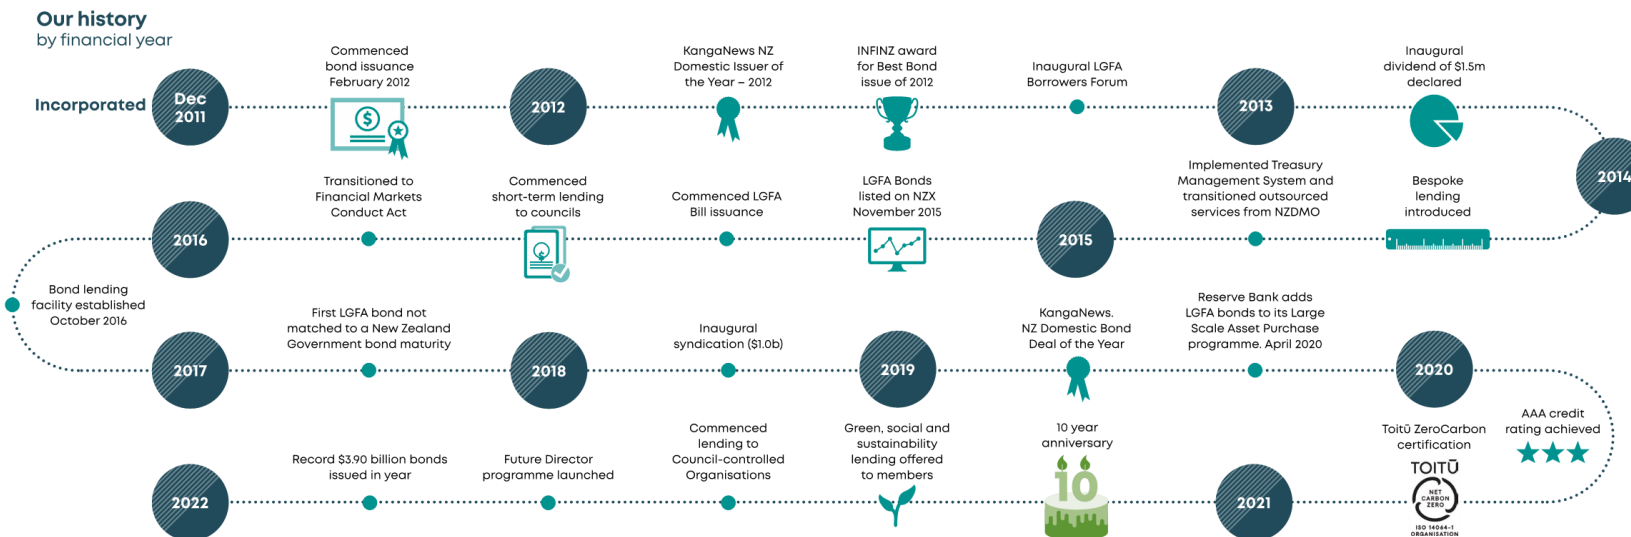 Our history
by financial year
Incorporated
Dec
2011
Commenced
bond issuance
February 2012
2012
KangaNews NZ
Domestic Issuer of
the Year – 2012
INFINZ award
for Best Bond
issue of 2012
Inaugural LGFA
Borrowers Forum
2013
Inaugural
dividend of $1.5m
declared
2014
Bespoke
lending
introduced
Implemented Treasury
Management System and
transitioned outsourced
services from NZDMO
2015
LGFA Bonds
listed on NZX
November 2015
Commenced LGFA
Bill issuance
Commenced
short-term lending
to councils
Transitioned to
Financial Markets
Conduct Act
2016
Bond lending
facility established
October 2016
2017
First LGFA bond not
matched to a New Zealand
Government bond maturity
2018
Inaugural
syndication ($1.0b)
2019
KangaNews.
NZ Domestic Bond
Deal of the Year
Reserve Bank adds
LGFA bonds to its Large
Scale Asset Purchase
programme. April 2020
2020
AAA credit
rating achieved
Toitū ZeroCarbon
certification
TOITŪ
NET
CARBON
ZERO
ISO 14064-1
ORGANISATION
2021
10 year
anniversary
10
Green, social and
sustainability
lending offered
to members
Commenced
lending to
Council-controlled
Organisations
Future Director
programme launched
Record $3.90 billion bonds
issued in year
2022